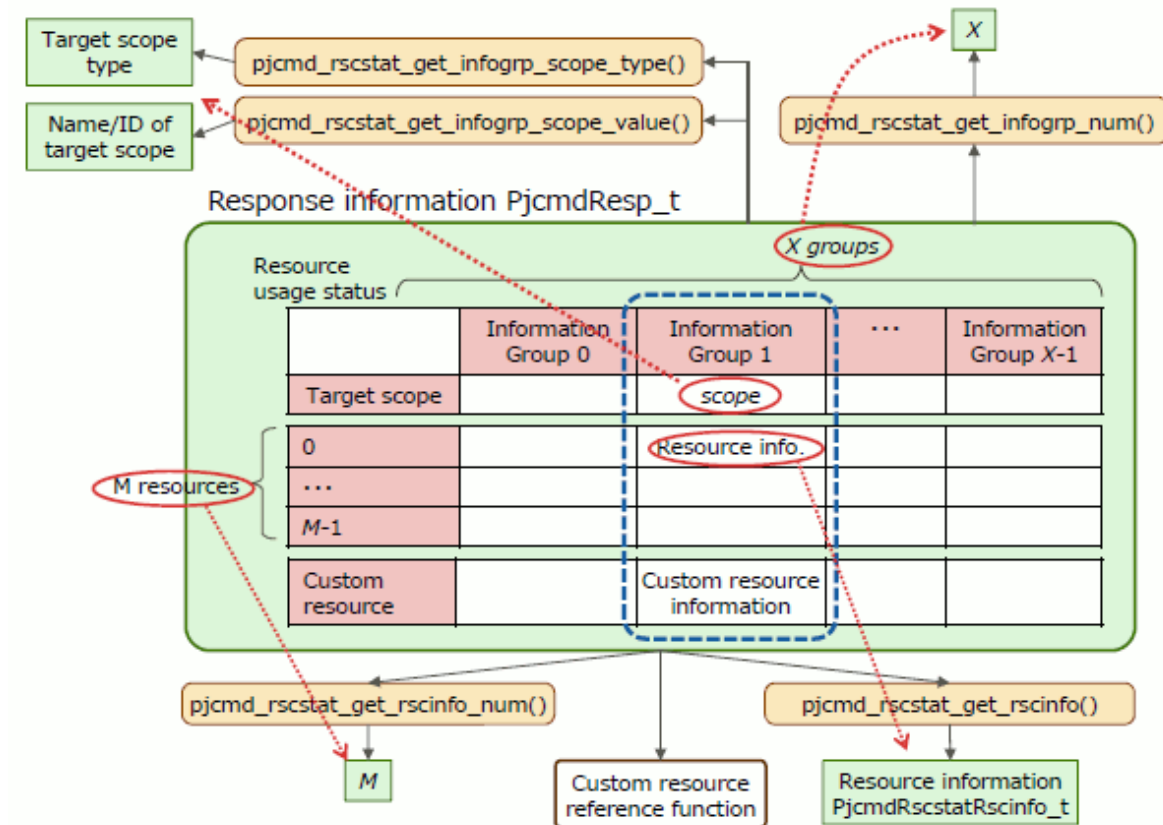 Target scope
type
pjcmd_rscstat_get_infogrp_scope_type()
X
Name/ID of
target scope
pjcmd_rscstat_get_infogrp_scope_value()
pjcmd_rscstat_get_infogrp_num()
Response information PjcmdResp_t
X groups
Resource
usage status
Information
Group 0
Information
Group 1
...
Information
Group X-1
Target scope
scope
M resources
0
Resource info.
...
M-1
Custom
resource
Custom resource
information
pjcmd_rscstat_get_rscinfo_num()
pjcmd_rscstat_get_rscinfo()
M
Custom resource
reference function
Resource information
PjcmdRscstatRscinfo_t